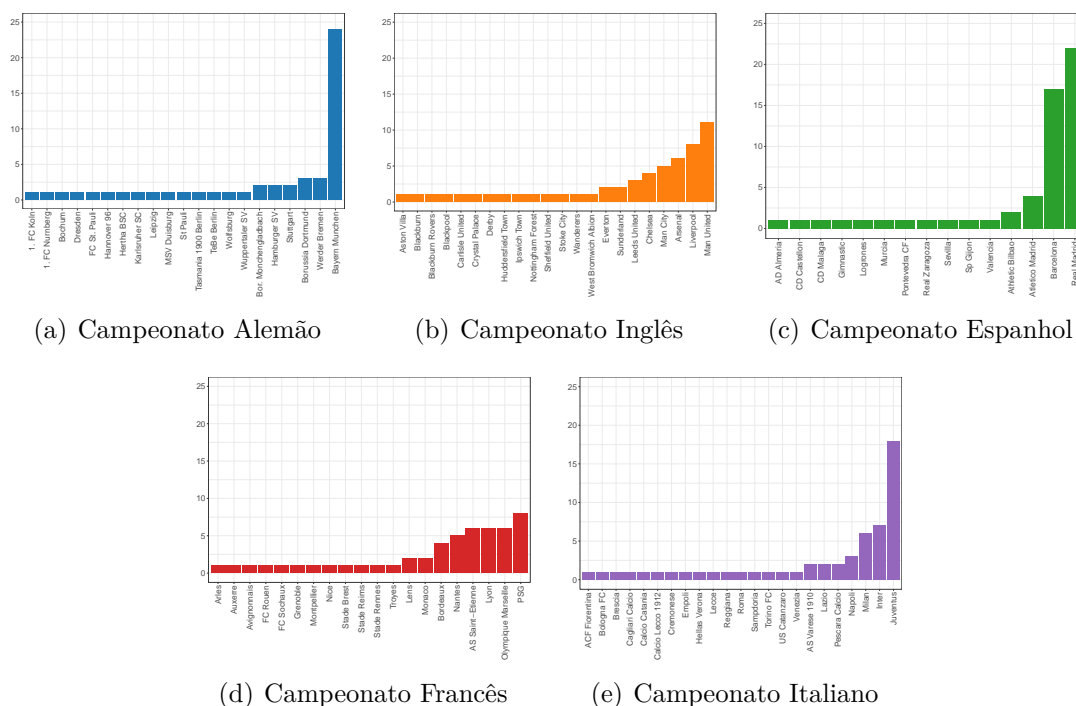 25
20
15
10
5
0
1. FC Koln
1. FC Nurnberg
Bochum
Dresden
FC St. Pauli
Hannover 96
Hertha BSC
Karlsruher SC
Leipzig
MSV Duisburg
St Pauli
Tasmania 1900 Berlin
TeBe Berlin
Wolfsburg
Wuppertaler SV
Bor. Monchengladbach
Hamburger SV
Stuttgart
Borussia Dortmund
Werder Bremen
Bayern Munchen
(a) Campeonato Alemão
25
20
15
10
5
0
Aston Villa
Blackburn
Blackburn Rovers
Blackpool
Carlisle United
Crystal Palace
Derby
Huddersfield Town
Ipswich Town
Nottingham Forest
Sheffield United
Stoke City
Wanderers
West Bromwich Albion
Everton
Sunderland
Leeds United
Chelsea
Man City
Arsenal
Liverpool
Man United
(b) Campeonato Inglês
25
20
15
10
5
0
AD Almeria
CD Castellon
CD Malaga
Gimnastic
Logrones
Murcia
Pontevedra CF
Real Zaragoza
Sevilla
Sp Gijon
Valencia
Athletic Bilbao
Atletico Madrid
Barcelona
Real Madrid
(c) Campeonato Espanhol
25
20
15
10
5
0
Arles
Auxerre
Avignonnais
FC Rouen
FC Sochaux
Grenoble
Montpellier
Nice
Stade Brest
Stade Reims
Stade Rennes
Troyes
Lens
Monaco
Bordeaux
Nantes
AS Saint-Etienne
Lyon
Olympique Marseille
PSG
(d) Campeonato Francês
25
20
15
10
5
0
ACF Fiorentina
Bologna FC
Brescia
Cagliari Calcio
Calcio Catania
Calcio Lecco 1912
Cremonese
Empoli
Hellas Verona
Lecce
Reggiana
Roma
Sampdoria
Torino FC
US Catanzaro
Venezia
AS Varese 1910
Lazio
Pescara Calcio
Napoli
Milan
Inter
Juventus
(e) Campeonato Italiano